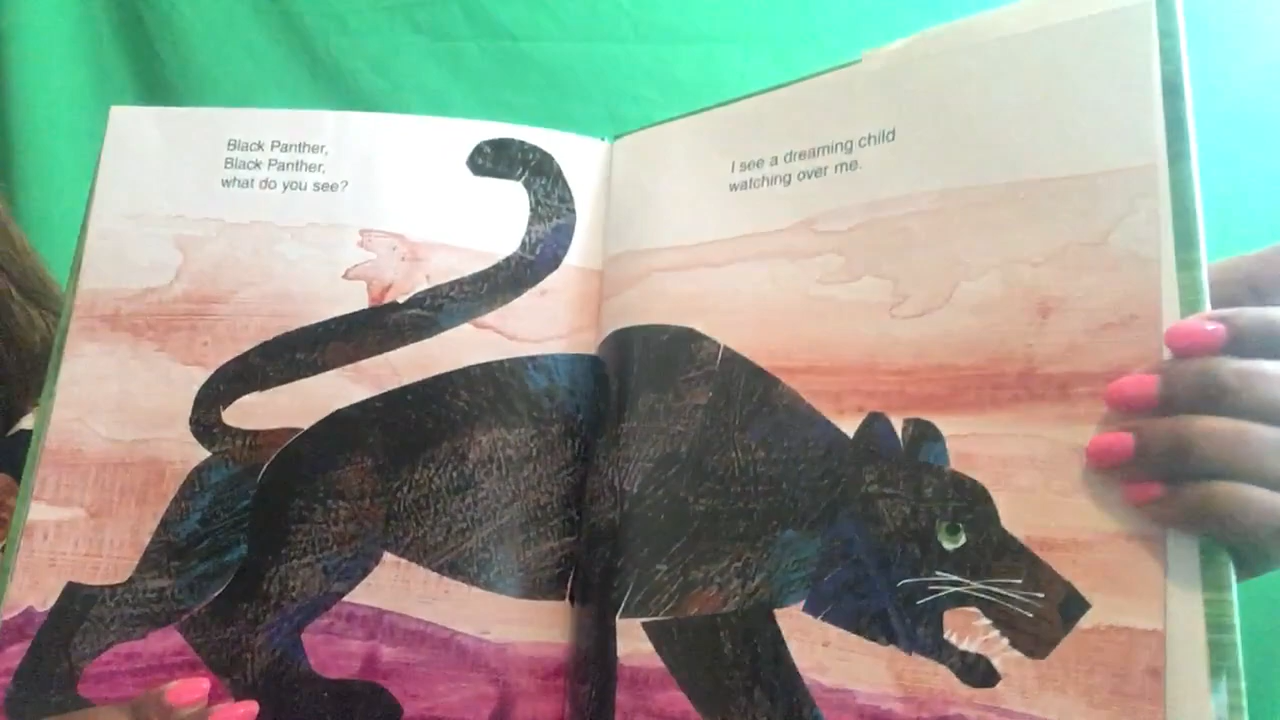 Black Panther,
Black Panther,
what do you see?
I see a dreaming child
watching over me.